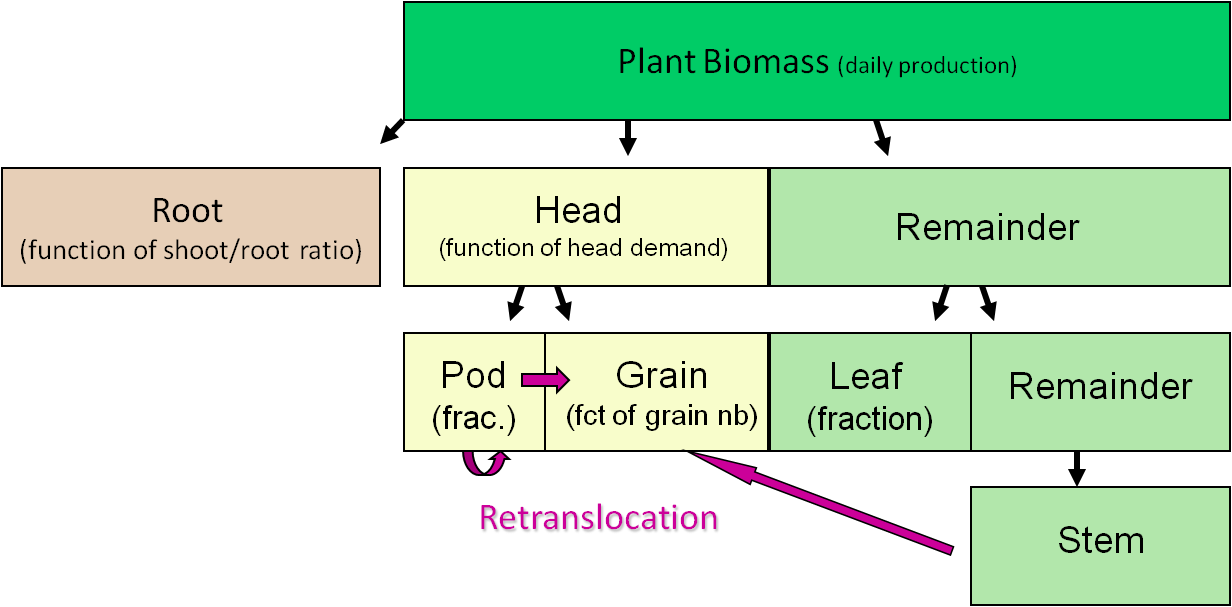 Plant Biomass (daily production)
Root
(function of shoot/root ratio)
Head
(function of head demand)
Remainder
Pod
(frac.)
Grain
(fct of grain nb)
Leaf
(fraction)
Remainder
Retranslocation
Stem